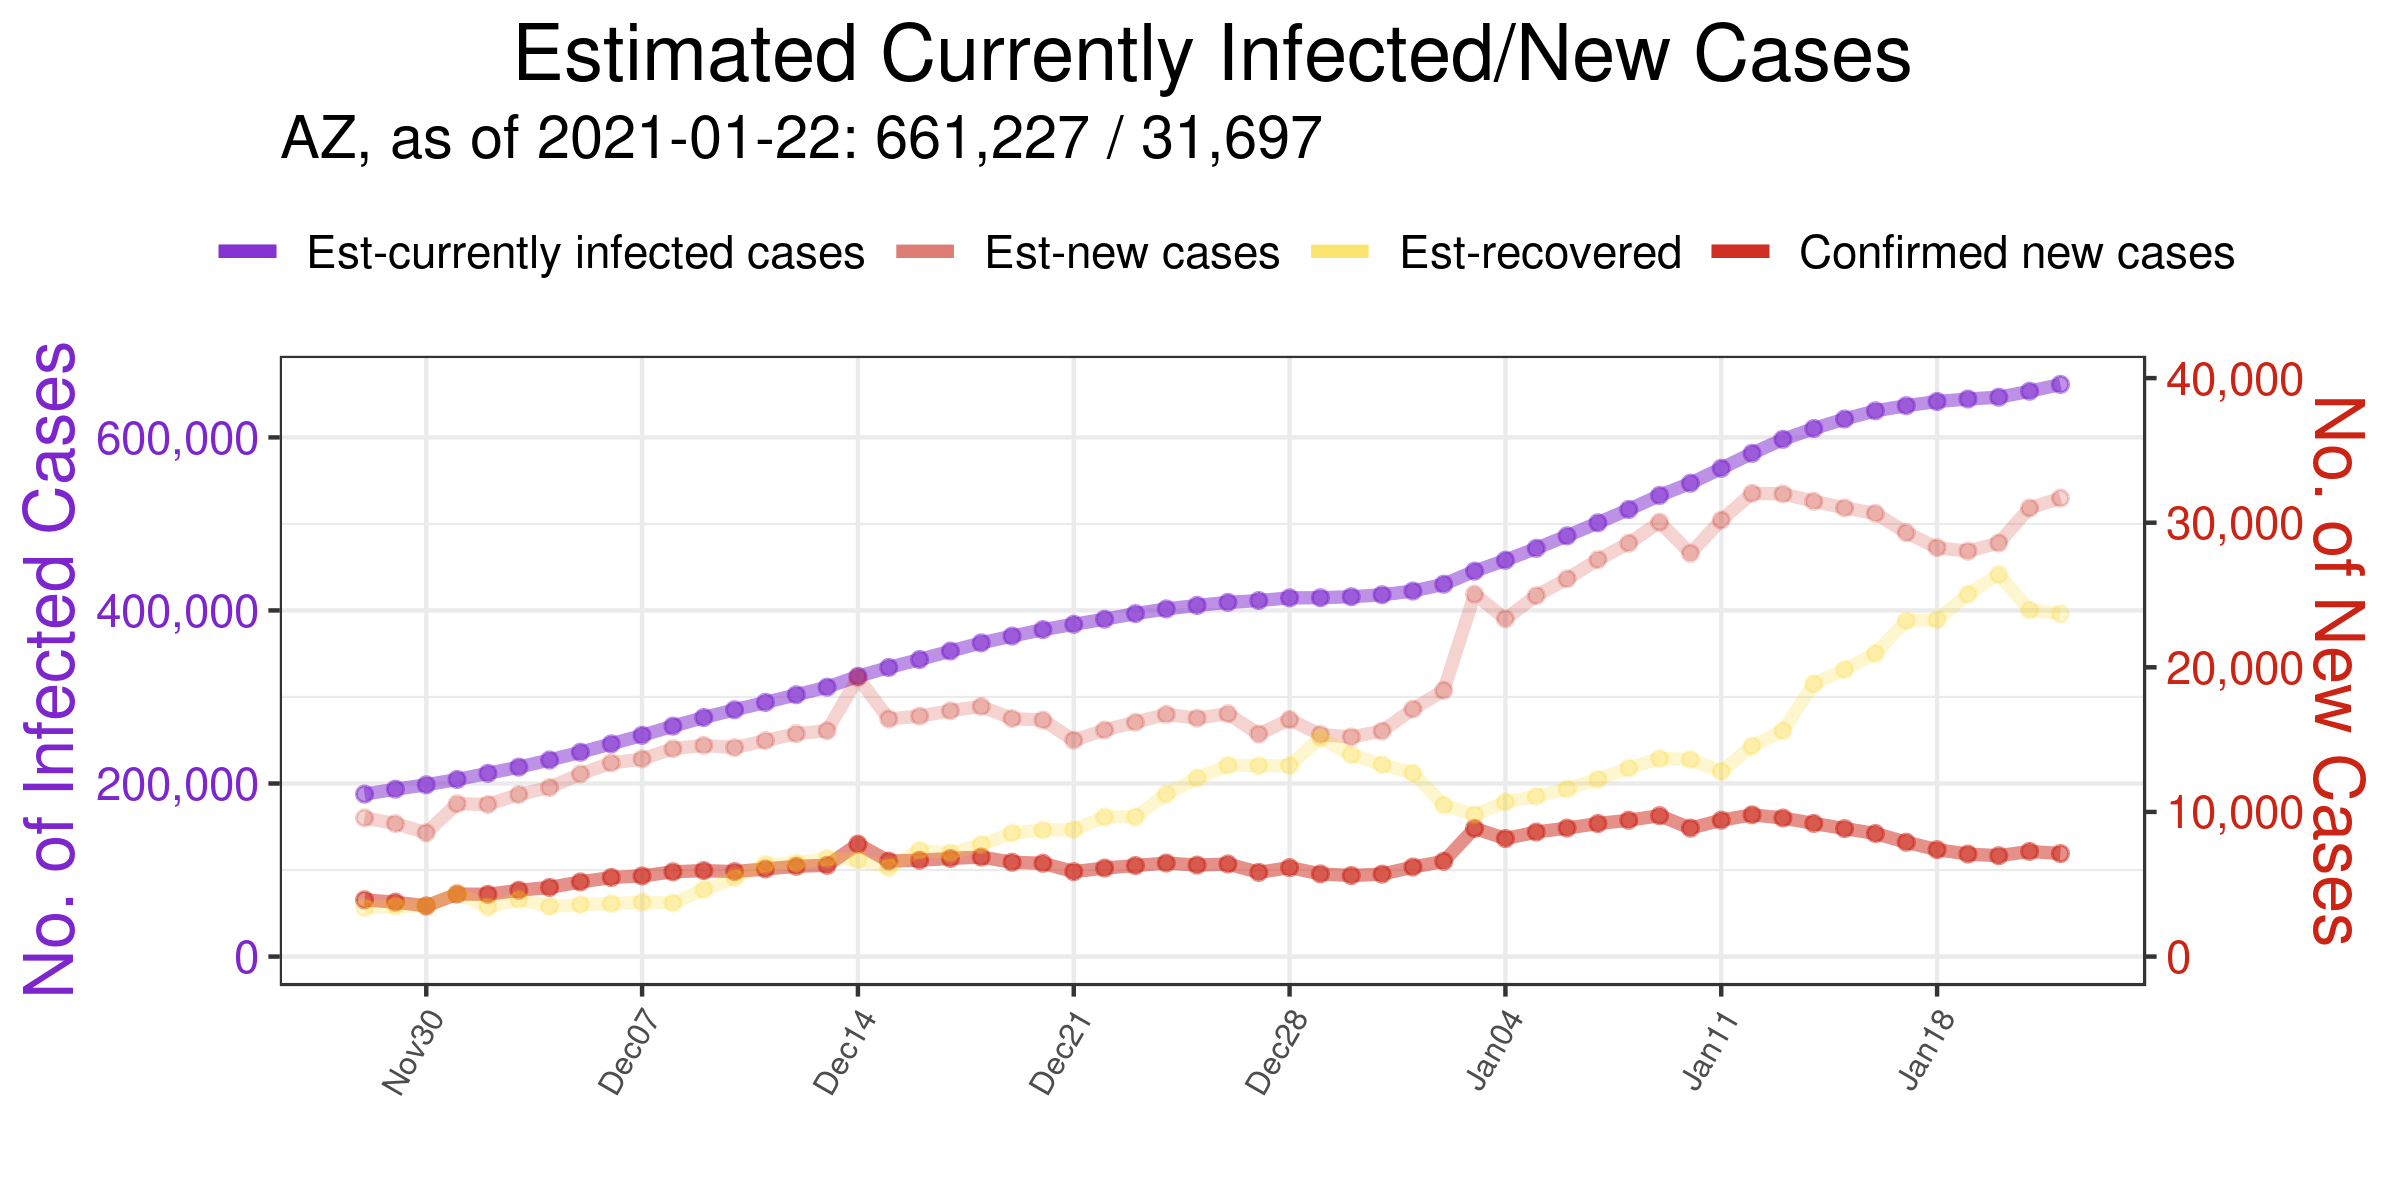 Estimated Currently Infected/New Cases
AZ, as of 2021-01-22: 661,227 / 31,697
Est-currently infected cases Est-new cases Est-recovered Confirmed new cases
No. of Infected Cases
600,000
400,000
200,000
0
40,000
30,000
20,000
10,000
0
No. of New Cases
Nov30 Dec07 Dec14 Dec21 Dec28 Jan04 Jan11 Jan18